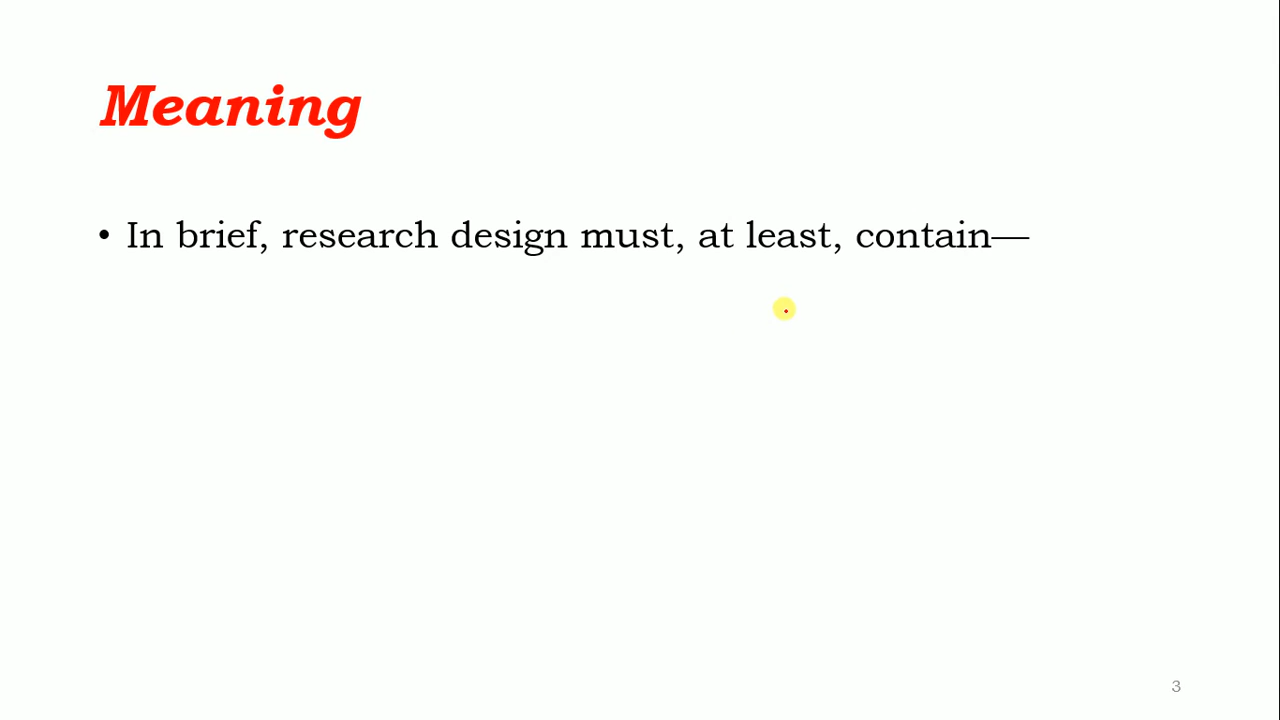 Meaning
• In brief, research design must, at least, contain—
3